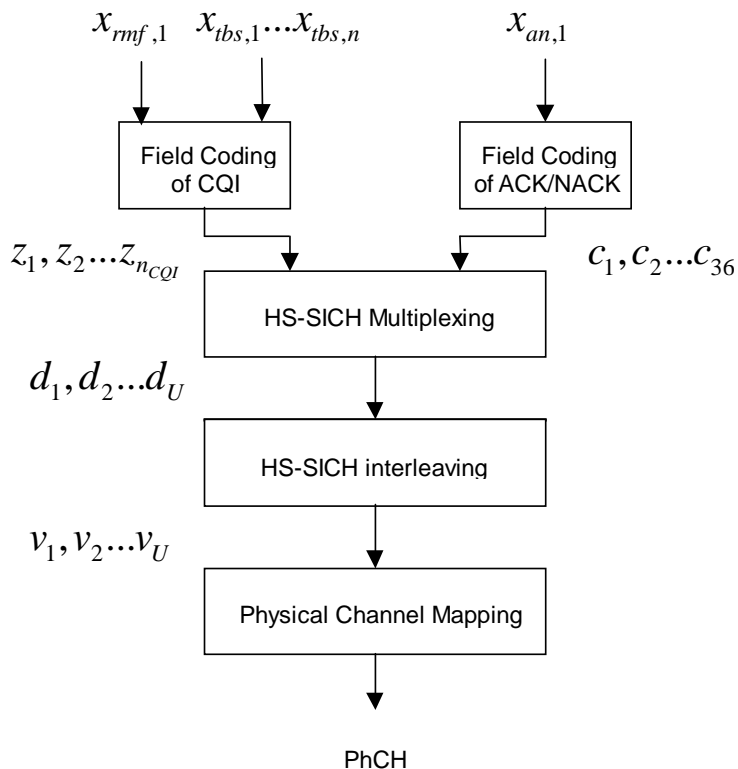 x_{rmf,1} x_{tbs,1}...x_{tbs,n} x_{an,1}
Field Coding
of CQI
Field Coding
of ACK/NACK
z_1, z_2...z_{n_{CQI}}
c_1, c_2...c_{36}
HS-SICH Multiplexing
d_1, d_2...d_U
HS-SICH interleaving
v_1, v_2...v_U
Physical Channel Mapping
PhCH